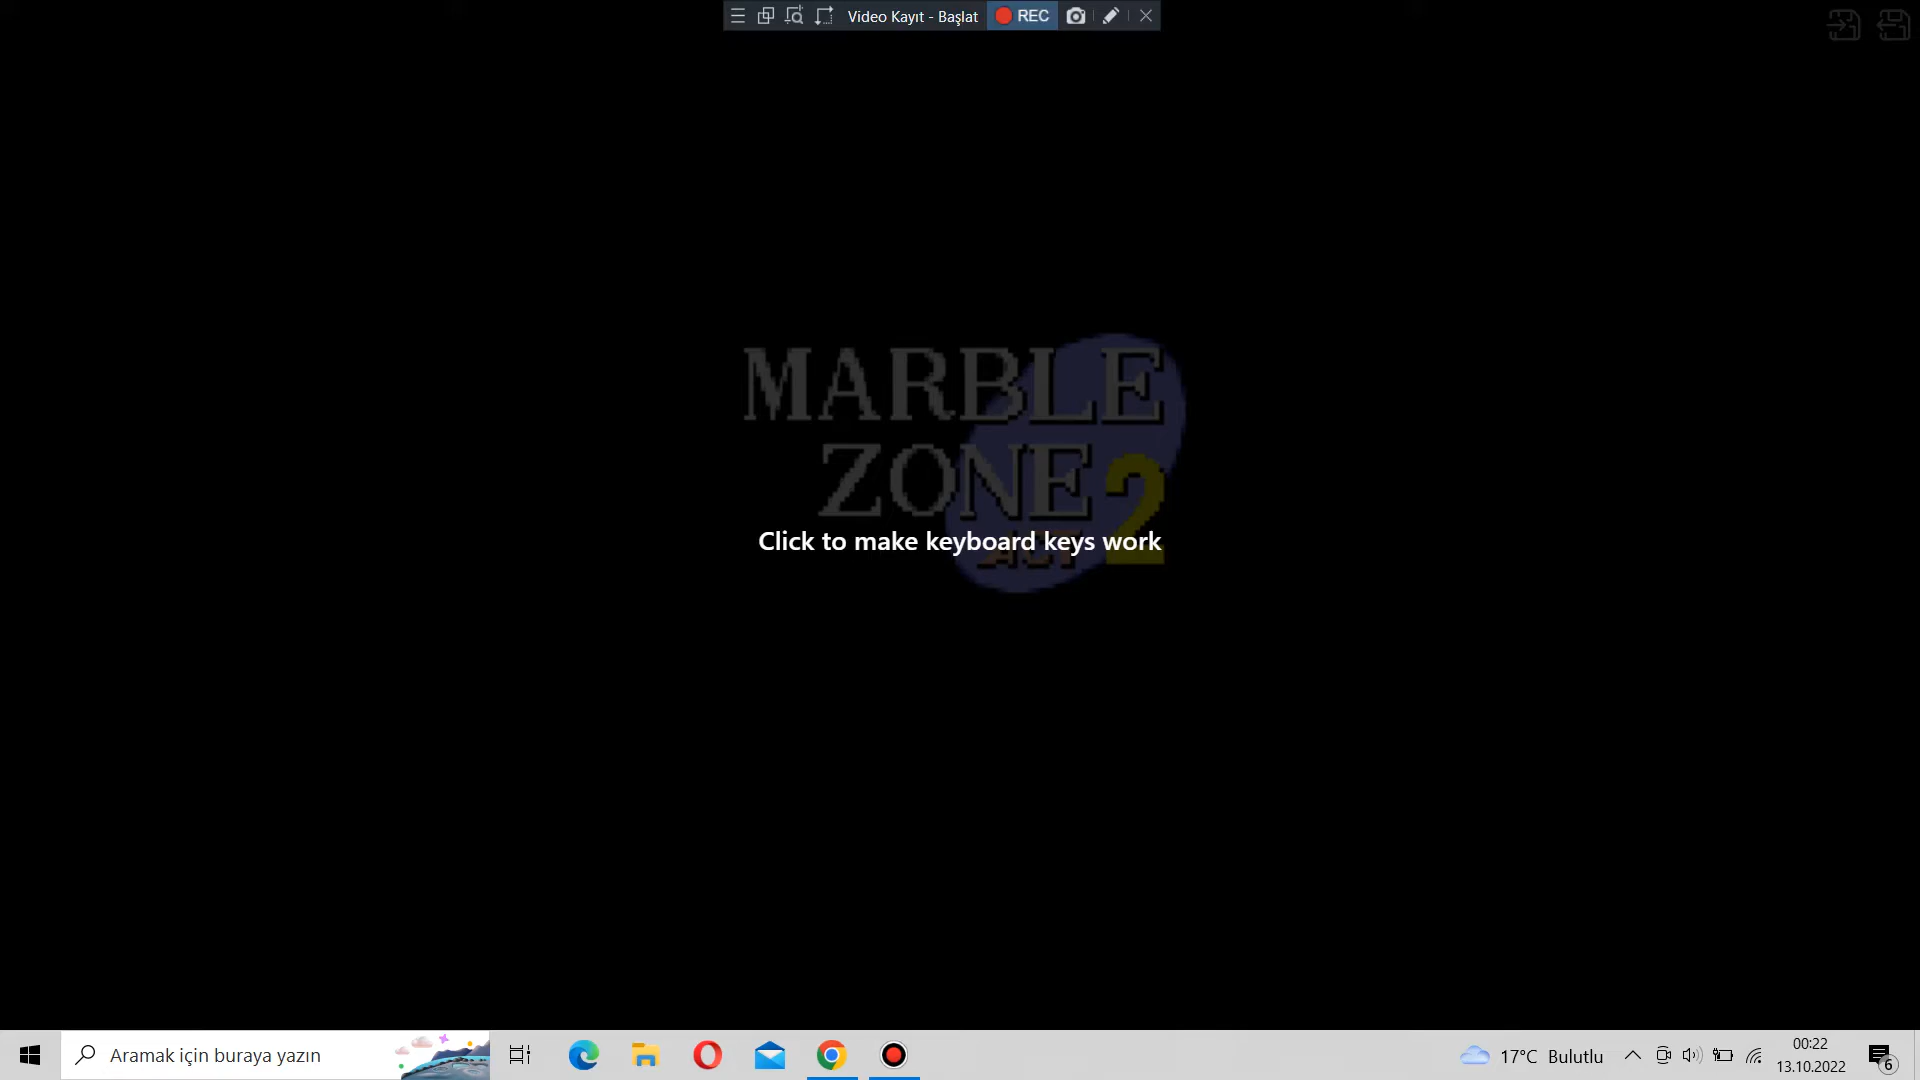 Video Kayıt - Başlat
REC
MARBLE
ZONE 2
ACT
Click to make keyboard keys work
Aramak için buraya yazın
17°C Bulutlu
00:22
13.10.2022
6